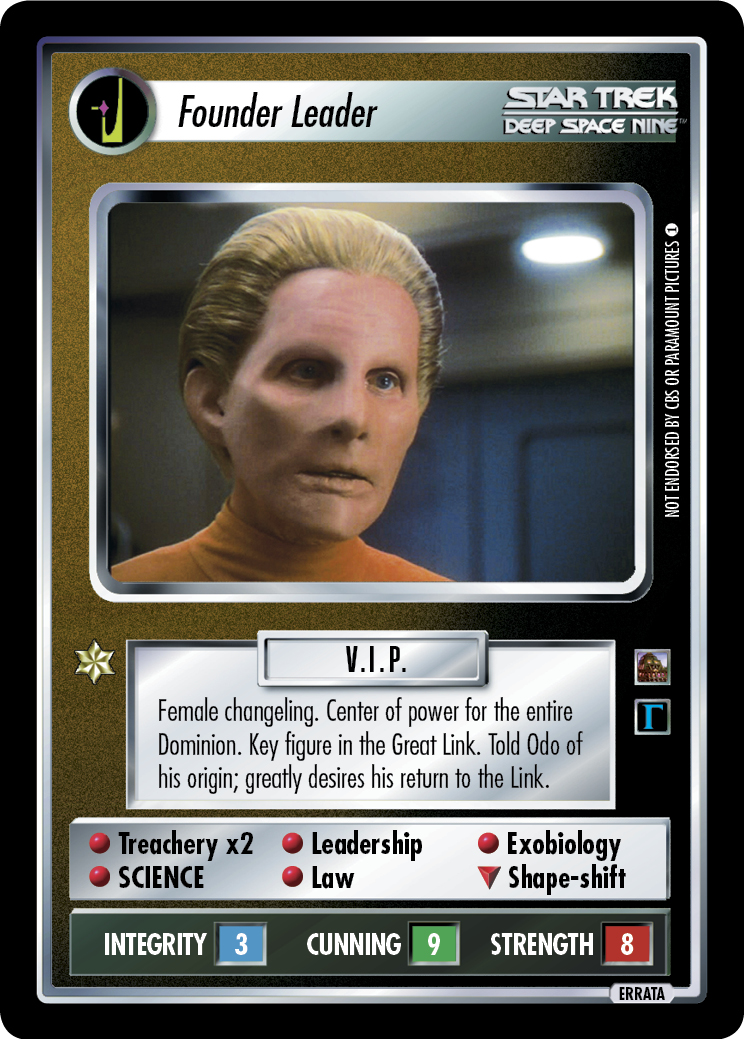 Founder Leader
STAR TREK
DEEP SPACE NINE™
NOT ENDORSED BY CBS OR PARAMOUNT PICTURES 1
V.I.P.
Female changeling. Center of power for the entire
Dominion. Key figure in the Great Link. Told Odo of
his origin; greatly desires his return to the Link.
Γ
Treachery x2 Leadership Exobiology
SCIENCE Law Shape-shift
INTEGRITY 3 CUNNING 9 STRENGTH 8
ERRATA